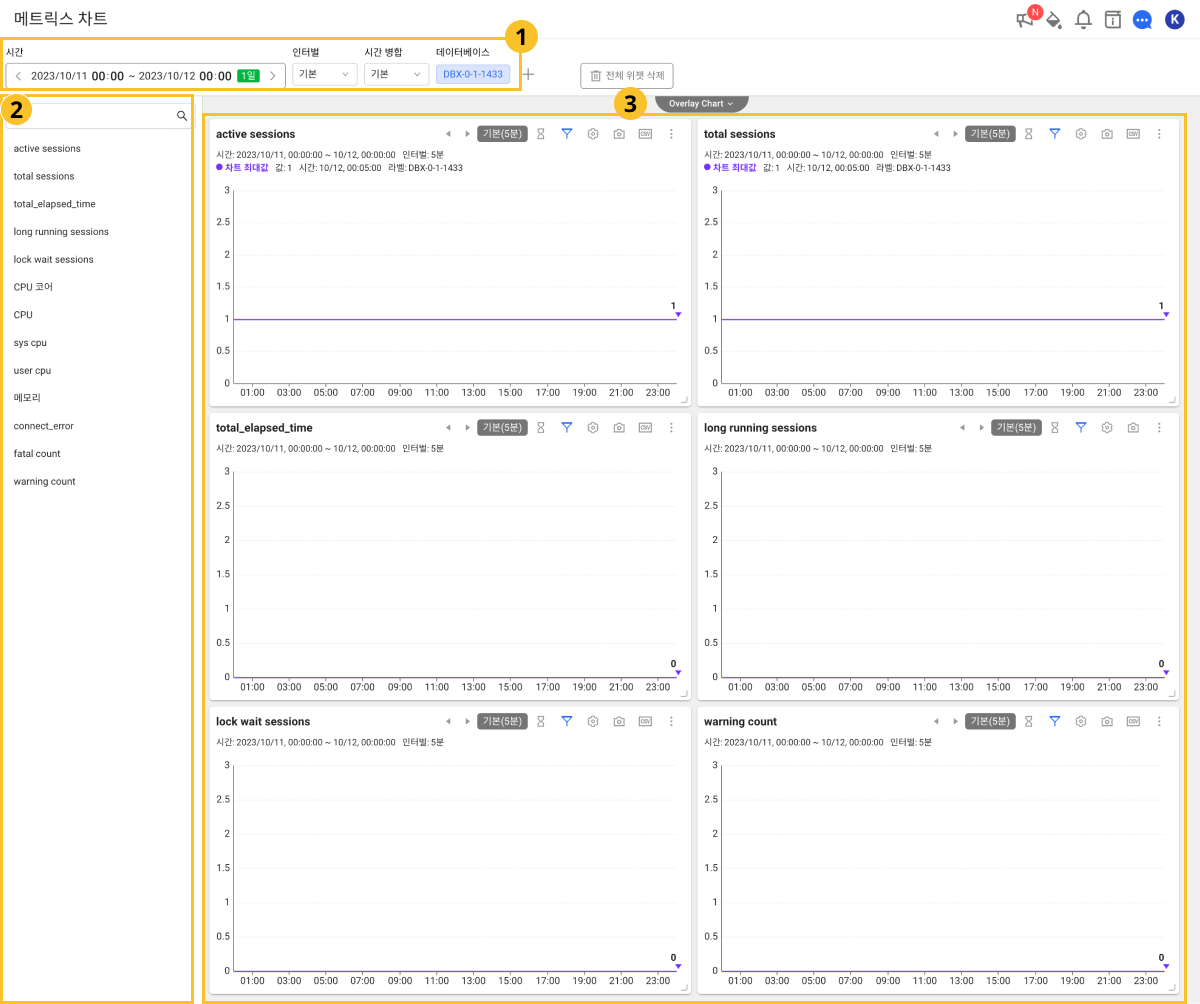 메트릭스 차트
N
K
1
시간
인터벌
시간 병합
데이터베이스
2023/10/11 00:00 ~ 2023/10/12 00:00 1일
기본
기본
DBX-0-1-1433
전체 위젯 삭제
2
active sessions
total sessions
total_elapsed_time
long running sessions
lock wait sessions
CPU 코어
CPU
sys cpu
user cpu
메모리
connect_error
fatal count
warning count
3
Overlay Chart
active sessions
기본(5분)
CSV
시간: 2023/10/11, 00:00:00 ~ 10/12, 00:00:00 인터벌: 5분
차트 최대값 값: 1 시간: 10/12, 00:05:00 라벨: DBX-0-1-1433
3
2.5
2
1.5
1
0.5
0
1
01:00 03:00 05:00 07:00 09:00 11:00 13:00 15:00 17:00 19:00 21:00 23:00
total sessions
기본(5분)
CSV
시간: 2023/10/11, 00:00:00 ~ 10/12, 00:00:00 인터벌: 5분
차트 최대값 값: 1 시간: 10/12, 00:05:00 라벨: DBX-0-1-1433
3
2.5
2
1.5
1
0.5
0
1
01:00 03:00 05:00 07:00 09:00 11:00 13:00 15:00 17:00 19:00 21:00 23:00
total_elapsed_time
기본(5분)
CSV
시간: 2023/10/11, 00:00:00 ~ 10/12, 00:00:00 인터벌: 5분
3
2.5
2
1.5
1
0.5
0
0
01:00 03:00 05:00 07:00 09:00 11:00 13:00 15:00 17:00 19:00 21:00 23:00
long running sessions
기본(5분)
시간: 2023/10/11, 00:00:00 ~ 10/12, 00:00:00 인터벌: 5분
3
2.5
2
1.5
1
0.5
0
0
01:00 03:00 05:00 07:00 09:00 11:00 13:00 15:00 17:00 19:00 21:00 23:00
lock wait sessions
기본(5분)
CSV
시간: 2023/10/11, 00:00:00 ~ 10/12, 00:00:00 인터벌: 5분
3
2.5
2
1.5
1
0.5
0
0
01:00 03:00 05:00 07:00 09:00 11:00 13:00 15:00 17:00 19:00 21:00 23:00
warning count
기본(5분)
CSV
시간: 2023/10/11, 00:00:00 ~ 10/12, 00:00:00 인터벌: 5분
3
2.5
2
1.5
1
0.5
0
0
01:00 03:00 05:00 07:00 09:00 11:00 13:00 15:00 17:00 19:00 21:00 23:00